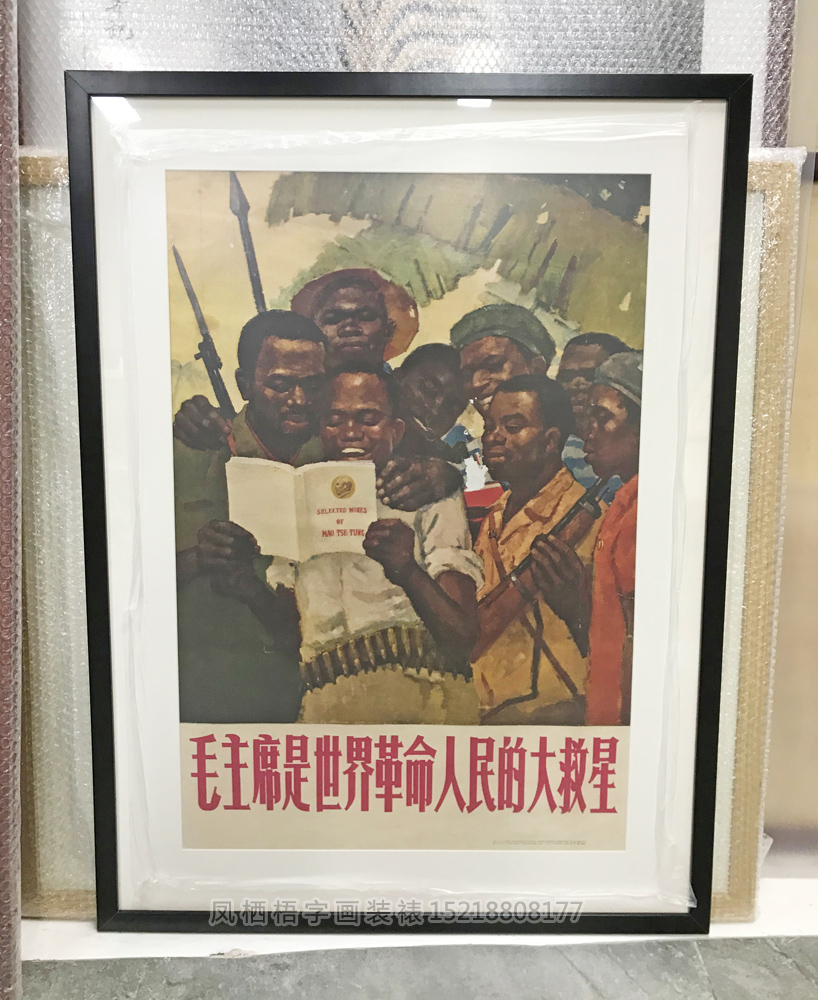 SELECTED WORKS
OF
MAO TSE-TUNG
毛主席是世界革命人民的大救星
凤栖梧字画装裱15218808177